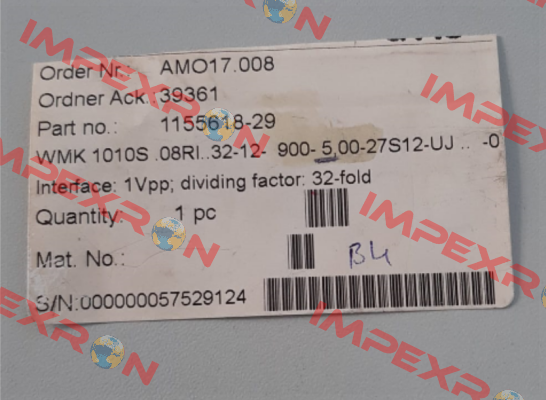 Order Nr.: AMO17.008
Ordner Ack.: 39361
Part no.: 1155618-29
WMK 1010S .08RI..32-12- 900- 5,00-27S12-UJ .. -0
Interface: 1Vpp; dividing factor: 32-fold
Quantity: 1 pc
Mat. No.:
B4
S/N:000000057529124
IMPEXRON
IMPEXRON
IMPEXRON
IMPEXRON
IMPEXRON